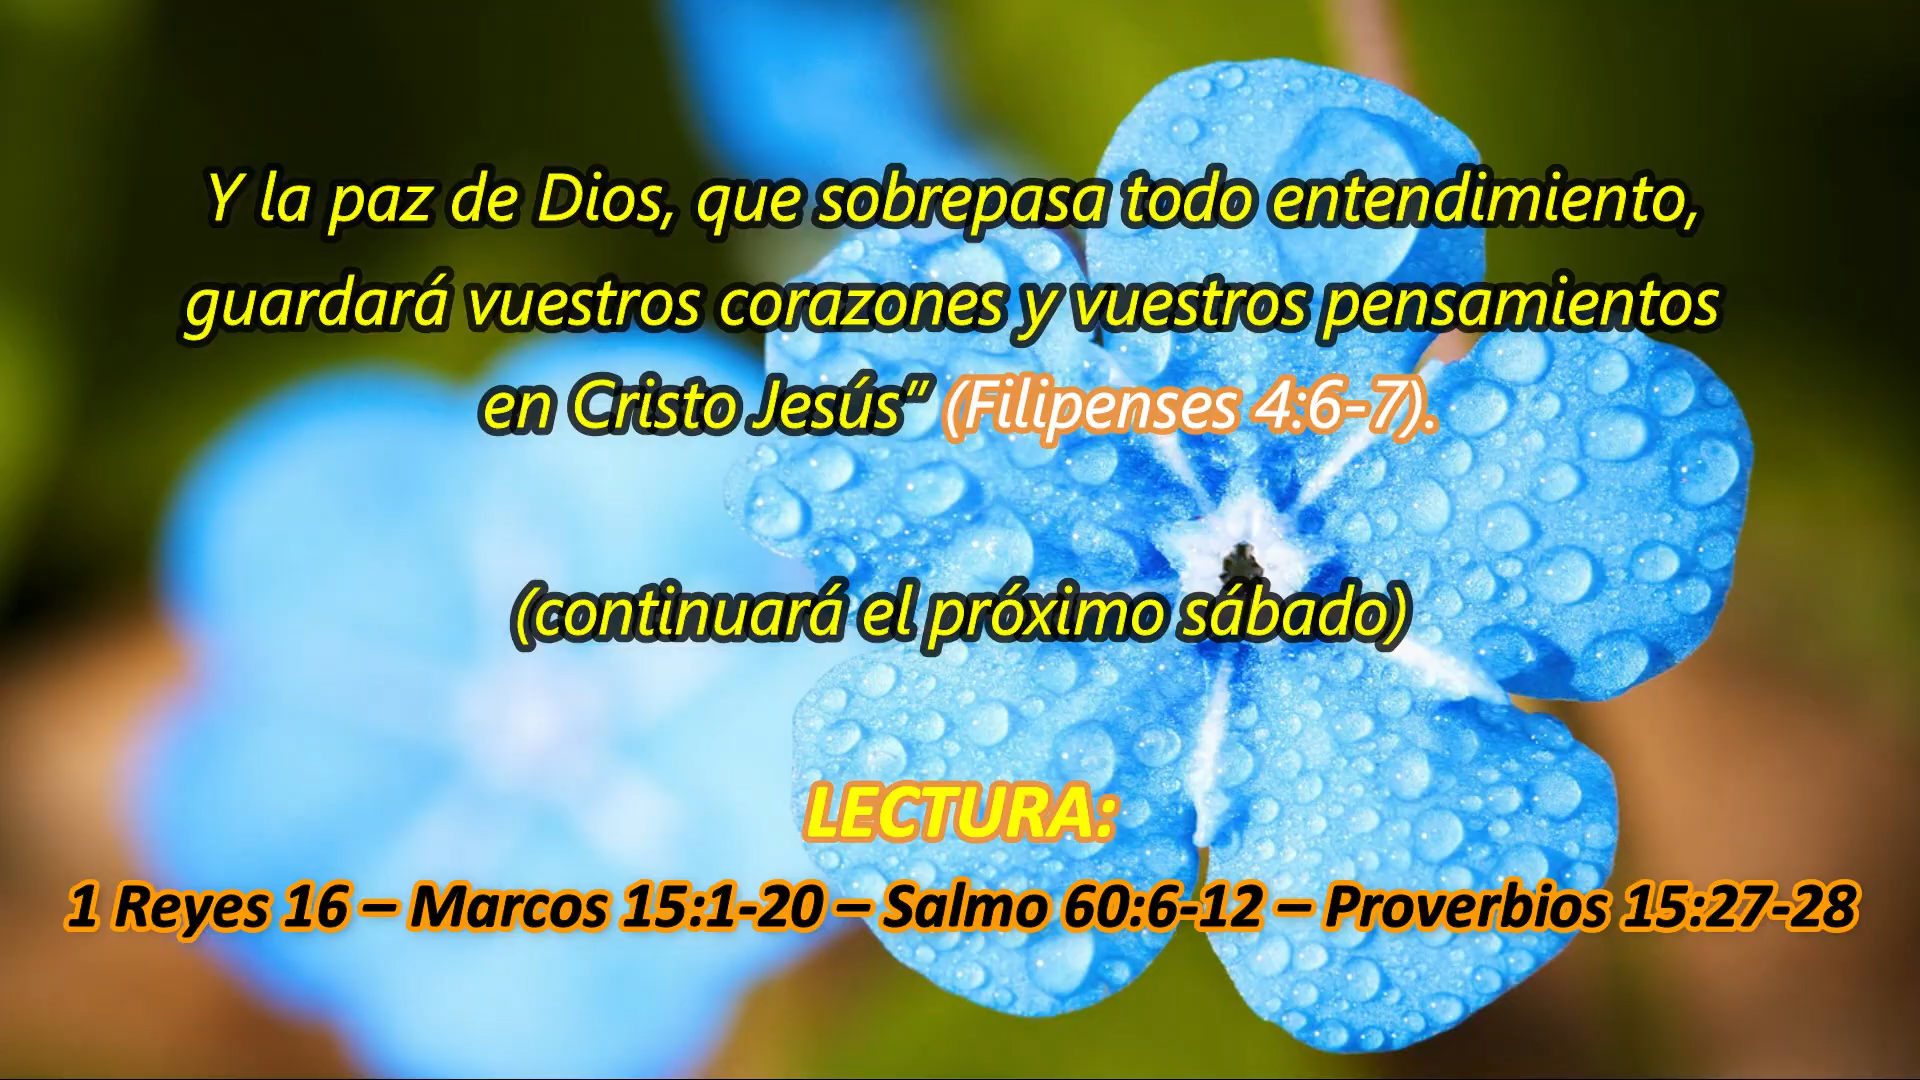 Y la paz de Dios, que sobrepasa todo entendimiento,
guardará vuestros corazones y vuestros pensamientos
en Cristo Jesús” (Filipenses 4:6-7).
(continuará el próximo sábado)
LECTURA:
1 Reyes 16 – Marcos 15:1-20 – Salmo 60:6-12 – Proverbios 15:27-28